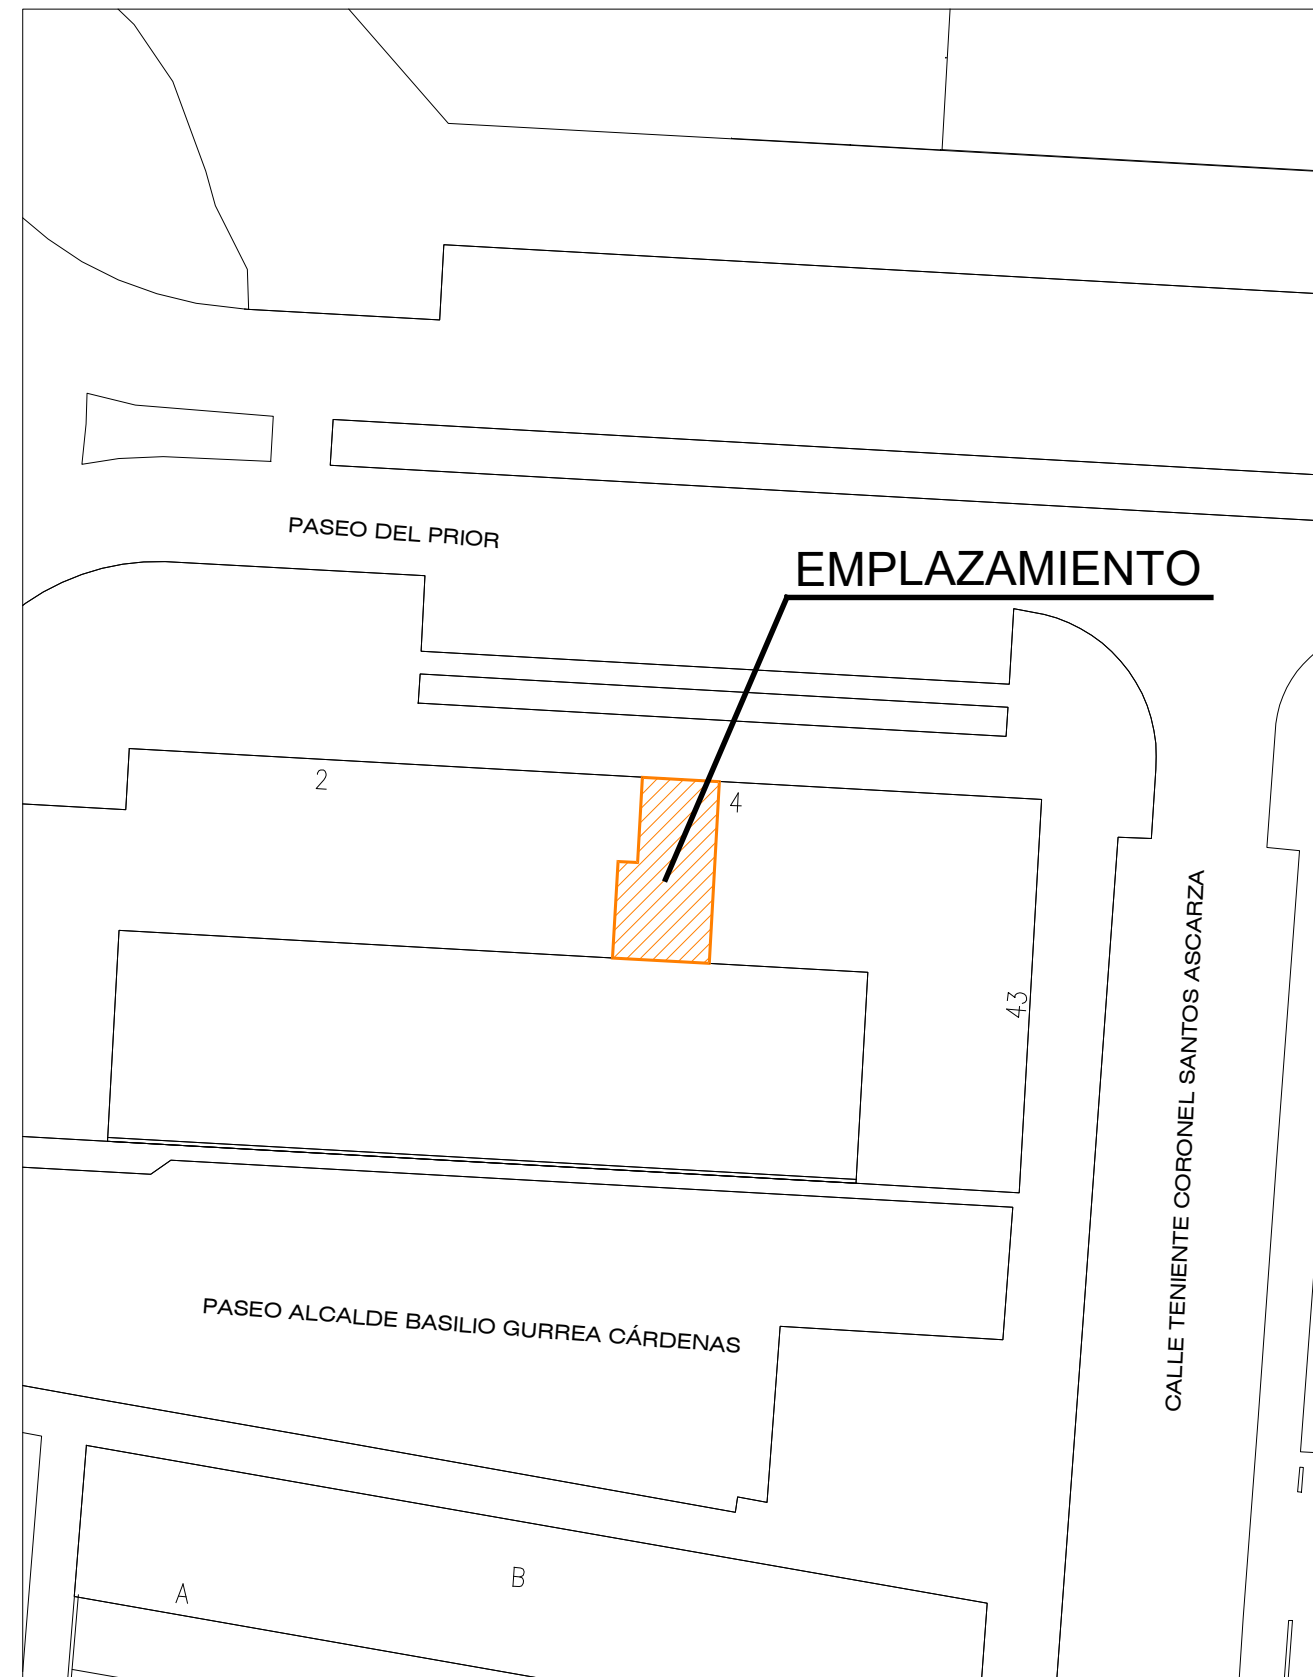 PASEO DEL PRIOR
EMPLAZAMIENTO
2
4
43
CALLE TENIENTE CORONEL SANTOS ASCARZA
PASEO ALCALDE BASILIO GURREA CÁRDENAS
B
A